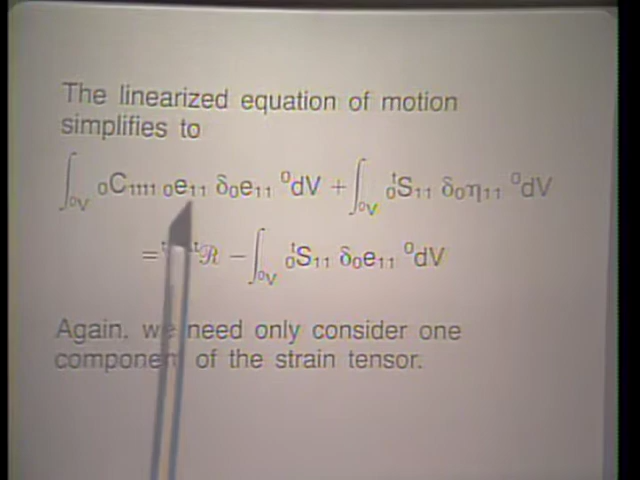 The linearized equation of motion
simplifies to
∫₀V ₀C₁₁₁₁ ₀e₁₁ δ₀e₁₁ ⁰dV + ∫₀V ᵗ₀S₁₁ δ₀η₁₁ ⁰dV
= ℛ − ∫₀V ᵗ₀S₁₁ δ₀e₁₁ ⁰dV
Again, we need only consider one
component of the strain tensor.